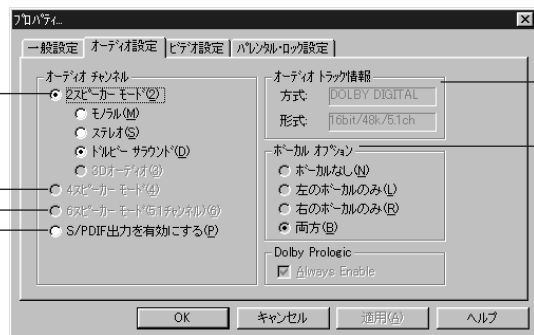 プロパティ...
一般設定 オーディオ設定 ビデオ設定 パレンタル・ロック設定
オーディオ チャンネル
2スピーカー モード(2)
モノラル(M)
ステレオ(S)
ドルビー サラウンド(D)
3Dオーディオ(3)
4スピーカー モード(4)
6スピーカー モード(5.1チャンネル)(6)
S/PDIF出力を有効にする(P)
オーディオ トラック情報
方式: DOLBY DIGITAL
形式: 16bit/48k/5.1ch
ボーカル オプション
ボーカルなし(N)
左のボーカルのみ(L)
右のボーカルのみ(R)
両方(B)
Dolby Prologic
Always Enable
OK キャンセル 適用(A) ヘルプ